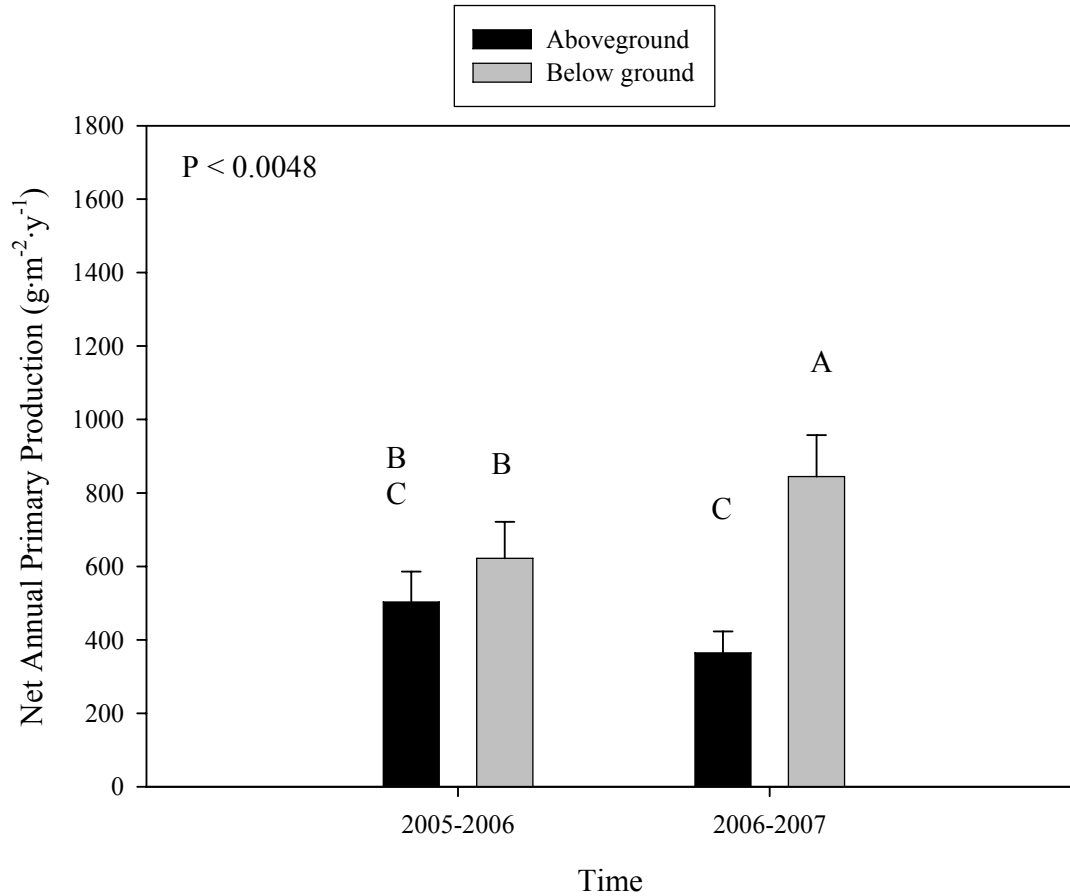 Aboveground
Below ground
P < 0.0048
Net Annual Primary Production (g·m⁻²·y⁻¹)
1800
1600
1400
1200
1000
800
600
400
200
0
B
C
B
C
A
2005-2006
2006-2007
Time